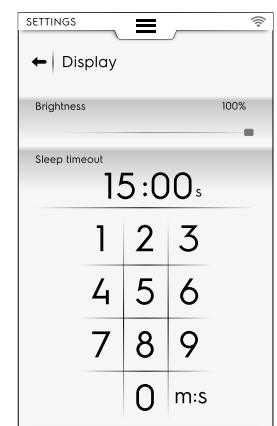 SETTINGS
Display
Brightness 100%
Sleep timeout
15:00s
1 2 3
4 5 6
7 8 9
0 m:s